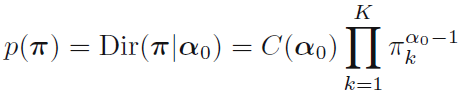 p(𝝅) = Dir(𝝅|𝜶₀) = C(𝜶₀) ∏_{k=1}^{K} π_k^{α₀−1}